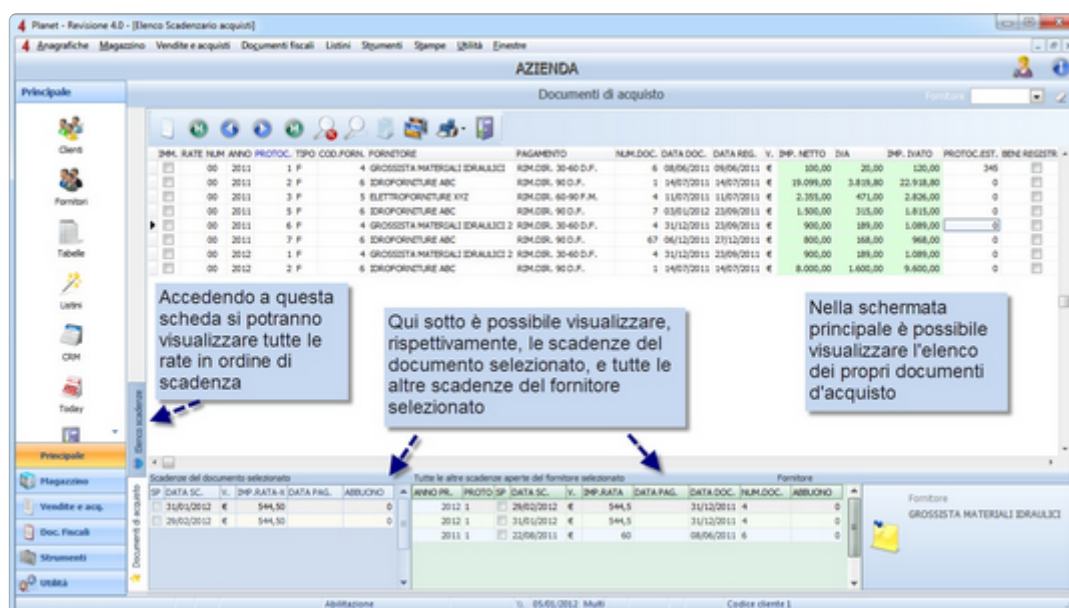 Planet - Revisione 4.0 - [Elenco Scadenzario acquisti]
Anagrafiche Magazzino Vendite e acquisti Documenti fiscali Listini Strumenti Stampe Utilità Finestre
AZIENDA
Principale
Documenti di acquisto
Fornitore
Clienti
Fornitori
Tabelle
Listini
CRM
Today
IMM. RATE NUM ANNO PROTOC. TIPO COD.FORN. FORNITORE PAGAMENTO NUM.DOC. DATA DOC. DATA REG. V. IMP. NETTO IVA IMP. IVATO PROTOC.EST. BENI REGISTR
00 2011 1 F 4 GROSSISTA MATERIALI IDRAULICI RIM.DIR. 30-60 D.F. 6 08/06/2011 09/06/2011 € 100,00 20,00 120,00 345
00 2011 2 F 6 IDROFORNITURE ABC RIM.DIR. 90 D.F. 1 14/07/2011 14/07/2011 € 19.099,00 3.819,80 22.918,80 0
00 2011 3 F 5 ELETTROFORNITURE XYZ RIM.DIR. 60-90 F.M. 4 11/07/2011 11/07/2011 € 2.355,00 471,00 2.826,00 0
00 2011 5 F 6 IDROFORNITURE ABC RIM.DIR. 90 D.F. 7 03/01/2012 23/09/2011 € 1.500,00 315,00 1.815,00 0
00 2011 6 F 4 GROSSISTA MATERIALI IDRAULICI 2 RIM.DIR. 30-60 D.F. 4 31/12/2011 23/09/2011 € 900,00 189,00 1.089,00 0
00 2011 7 F 6 IDROFORNITURE ABC RIM.DIR. 90 D.F. 67 06/12/2011 27/12/2011 € 800,00 168,00 968,00 0
00 2012 1 F 4 GROSSISTA MATERIALI IDRAULICI 2 RIM.DIR. 30-60 D.F. 4 31/12/2011 23/09/2011 € 900,00 189,00 1.089,00 0
00 2012 2 F 6 IDROFORNITURE ABC RIM.DIR. 90 D.F. 1 14/07/2011 14/07/2011 € 8.000,00 1.600,00 9.600,00 0
Accedendo a questa
scheda si potranno
visualizzare tutte le
rate in ordine di
scadenza
Qui sotto è possibile visualizzare,
rispettivamente, le scadenze del
documento selezionato, e tutte le
altre scadenze del fornitore
selezionato
Nella schermata
principale è possibile
visualizzare l'elenco
dei propri documenti
d'acquisto
Elenco scadenze
Documenti di acquisto
Principale
Magazzino
Vendite e acq.
Doc. Fiscali
Strumenti
Utilità
Scadenze del documento selezionato
SP DATA SC. V. IMP.RATA-R DATA PAG. ABBUONO
31/01/2012 € 544,50 0
29/02/2012 € 544,50 0
Tutte le altre scadenze aperte del fornitore selezionato Fornitore
ANNO PR. PROTO SP DATA SC. V. IMP.RATA DATA PAG. DATA DOC. NUM.DOC. ABBUONO
2012 1 29/02/2012 € 544,5 31/12/2011 4 0
2012 1 31/01/2012 € 544,5 31/12/2011 4 0
2011 1 22/08/2011 € 60 08/06/2011 6 0
Fornitore
GROSSISTA MATERIALI IDRAULICI
Abilitazione 05/01/2012 Multi Codice cliente 1